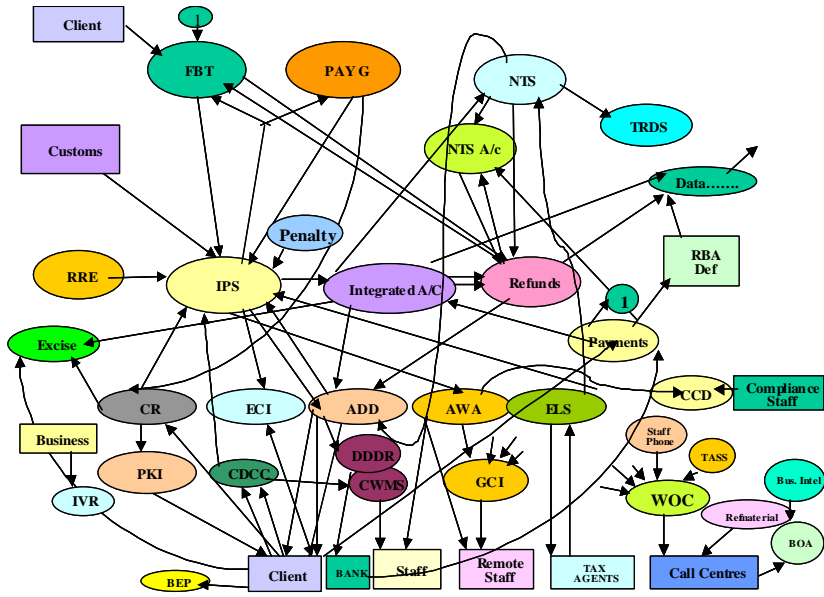 1
Client
FBT
PAYG
NTS
TRDS
Customs
NTS A/c
Data…….
Penalty
RRE
IPS
Integrated A/C
Refunds
RBA
Def
1
Excise
Payments
CR
ECI
ADD
AWA
ELS
CCD
Compliance
Staff
Business
DDDR
Staff
Phone
TASS
PKI
CDCC
CWMS
GCI
Bus. Intel
IVR
WOC
Refmaterial
BOA
BEP
Client
BANK
Staff
Remote
Staff
TAX
AGENTS
Call Centres